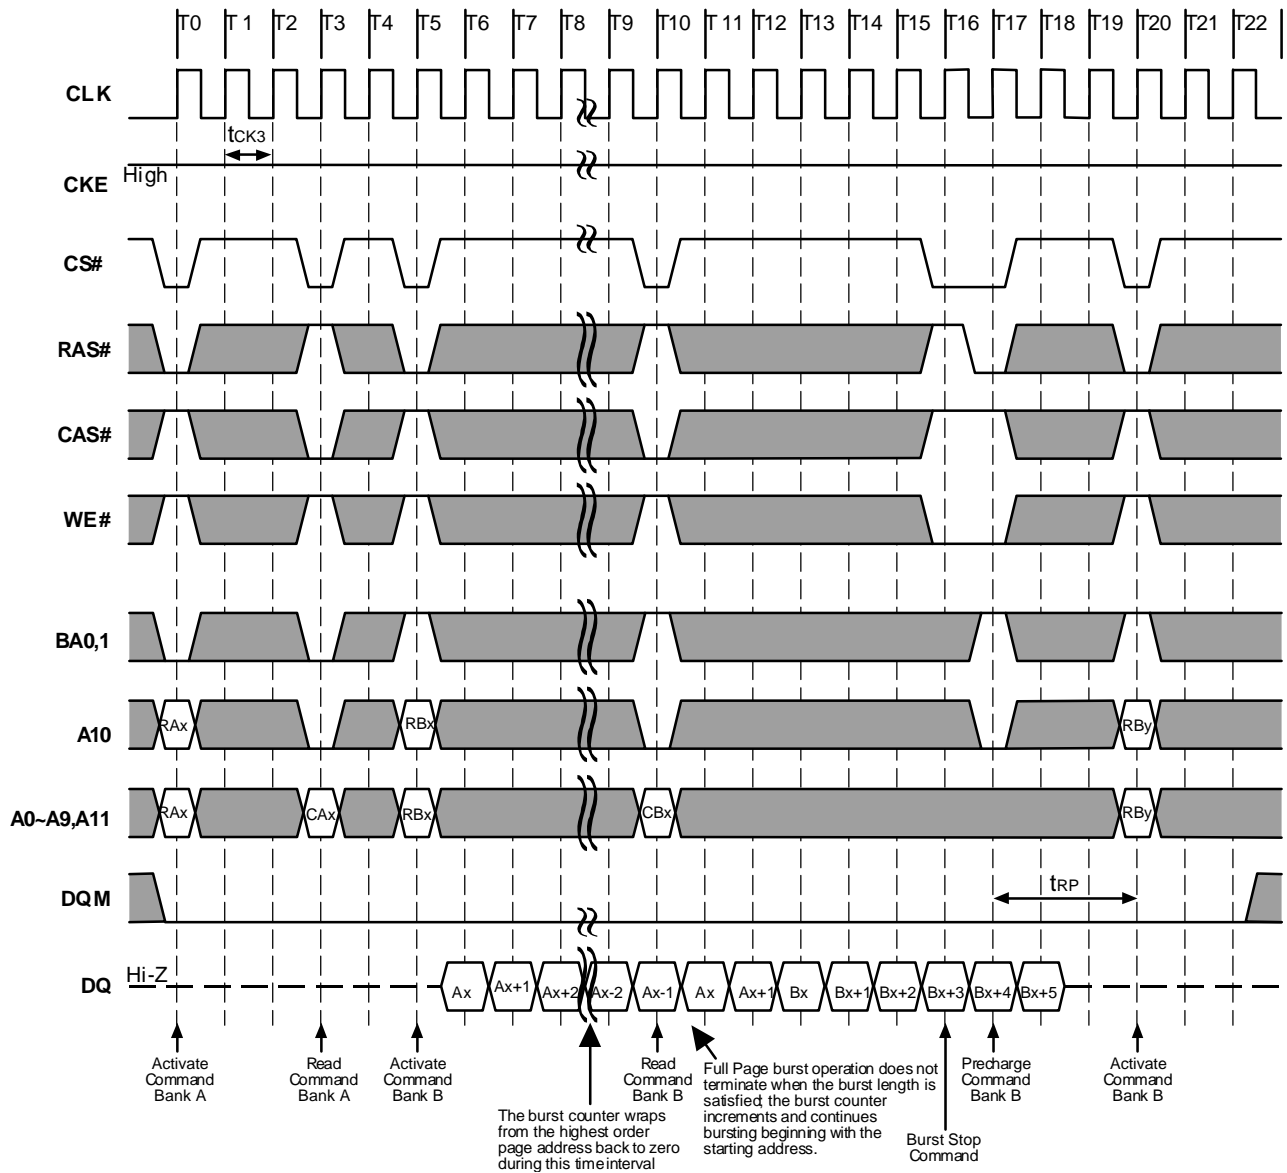 T0 T1 T2 T3 T4 T5 T6 T7 T8 T9 T10 T11 T12 T13 T14 T15 T16 T17 T18 T19 T20 T21 T22
CLK
tCK3
High
CKE
CS#
RAS#
CAS#
WE#
BA0,1
A10
RAx RBx RBy
A0~A9,A11
RAx CAx RBx CBx RBy
DQM
tRP
Hi-Z
DQ
Ax Ax+1 Ax+2 Ax-2 Ax-1 Ax Ax+1 Bx Bx+1 Bx+2 Bx+3 Bx+4 Bx+5
Activate
Command
Bank A
Read
Command
Bank A
Activate
Command
Bank B
The burst counter wraps
from the highest order
page address back to zero
during this time interval
Read
Command
Bank B
Full Page burst operation does not
terminate when the burst length is
satisfied; the burst counter
increments and continues
bursting beginning with the
starting address.
Burst Stop
Command
Precharge
Command
Bank B
Activate
Command
Bank B